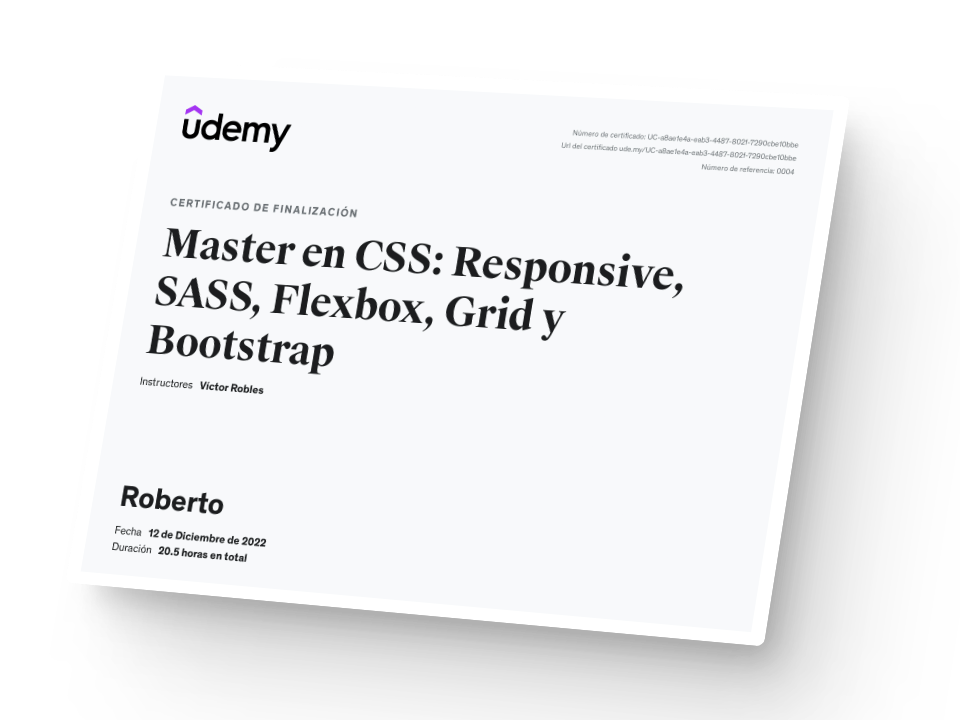 ûdemy
Número de certificado: UC-a8ae1e4a-eab3-4487-802f-7290cbe10bbe
Url del certificado ude.my/UC-a8ae1e4a-eab3-4487-802f-7290cbe10bbe
Número de referencia: 0004
CERTIFICADO DE FINALIZACIÓN
Master en CSS: Responsive,
SASS, Flexbox, Grid y
Bootstrap
Instructores Víctor Robles
Roberto
Fecha 12 de Diciembre de 2022
Duración 20.5 horas en total